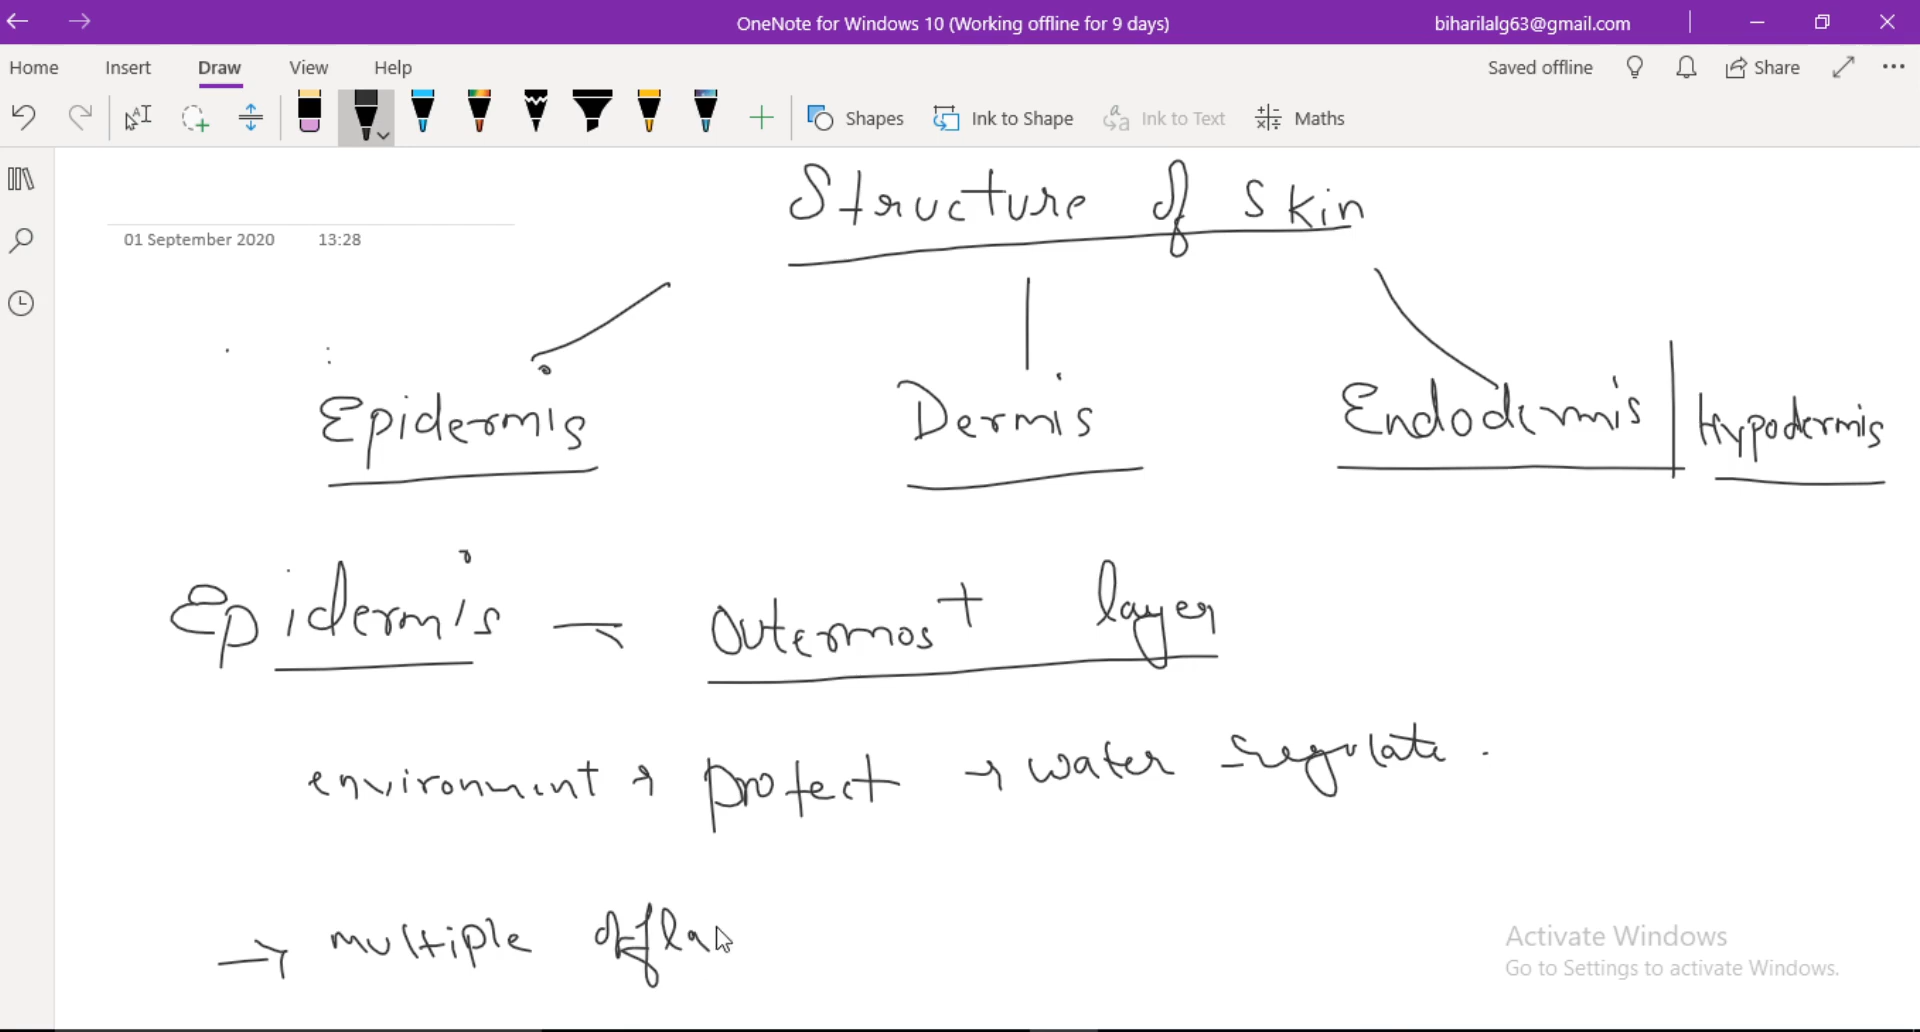 OneNote for Windows 10 (Working offline for 9 days) biharilalg63@gmail.com
Home Insert Draw View Help Saved offline Share
Shapes Ink to Shape Ink to Text Maths
Structure of Skin
01 September 2020 13:28
Epidermis Dermis Endodermis | Hypodermis
Epidermis – Outermost layer
environment → protect → water regulate .
→ multiple of la
Activate Windows
Go to Settings to activate Windows.